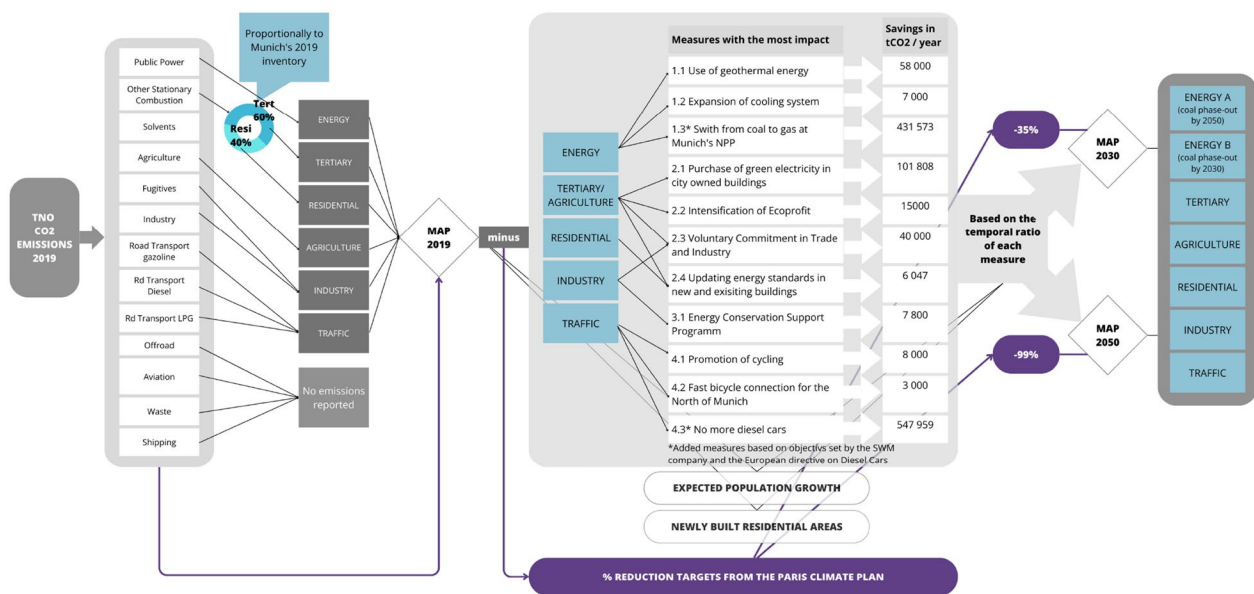 TNO
CO2
EMISSIONS
2019
Public Power
Other Stationary
Combustion
Solvents
Agriculture
Fugitives
Industry
Road Transport
gasoline
Rd Transport
Diesel
Rd Transport LPG
Offroad
Aviation
Waste
Shipping
Proportionally to
Munich's 2019
inventory
Tert
60%
Resi
40%
ENERGY
TERTIARY
RESIDENTIAL
AGRICULTURE
INDUSTRY
TRAFFIC
No emissions
reported
MAP
2019
minus
ENERGY
TERTIARY/
AGRICULTURE
RESIDENTIAL
INDUSTRY
TRAFFIC
Measures with the most impact
Savings in
tCO2 / year
1.1 Use of geothermal energy
58 000
1.2 Expansion of cooling system
7 000
1.3* Swith from coal to gas at
Munich's NPP
431 573
2.1 Purchase of green electricity in
city owned buildings
101 808
2.2 Intensification of Ecoprofit
15000
2.3 Voluntary Commitment in Trade
and Industry
40 000
2.4 Updating energy standards in
new and exisiting buildings
6 047
3.1 Energy Conservation Support
Programm
7 800
4.1 Promotion of cycling
8 000
4.2 Fast bicycle connection for the
North of Munich
3 000
4.3* No more diesel cars
547 959
*Added measures based on objectivs set by the SWM
company and the European directive on Diesel Cars
EXPECTED POPULATION GROWTH
NEWLY BUILT RESIDENTIAL AREAS
% REDUCTION TARGETS FROM THE PARIS CLIMATE PLAN
-35%
Based on the
temporal ratio
of each
measure
-99%
MAP
2030
MAP
2050
ENERGY A
(coal phase-out
by 2050)
ENERGY B
(coal phase-out
by 2030)
TERTIARY
AGRICULTURE
RESIDENTIAL
INDUSTRY
TRAFFIC